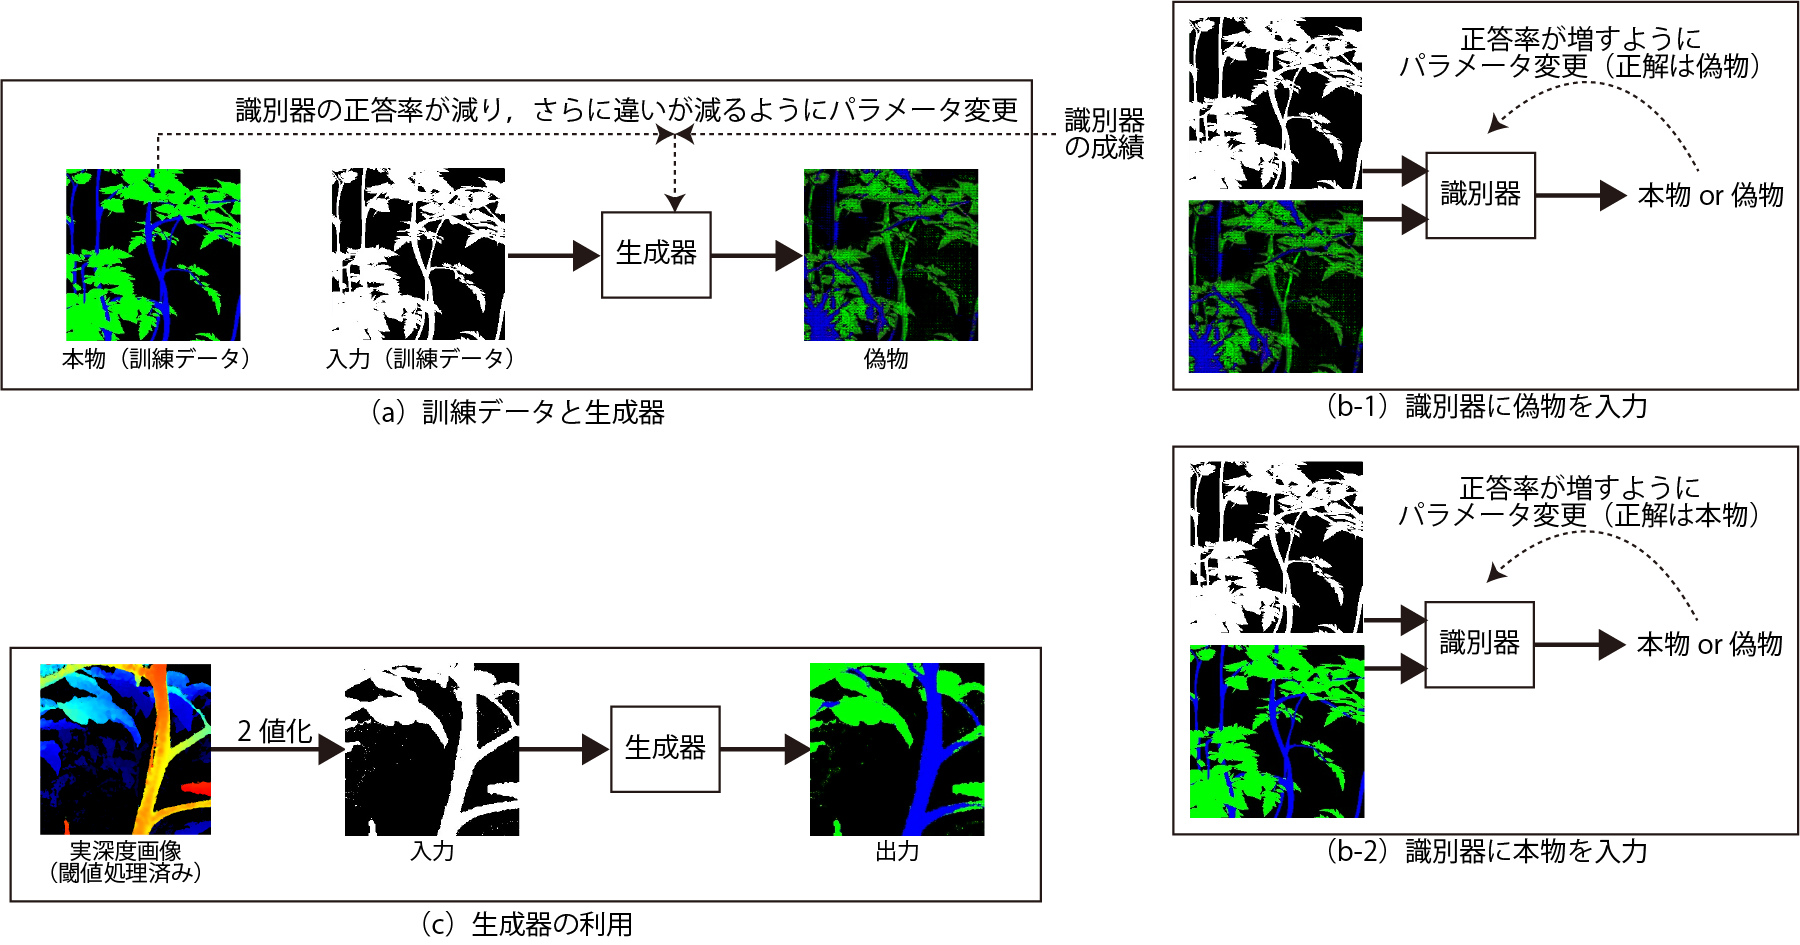 識別器の正答率が減り，さらに違いが減るようにパラメータ変更
識別器
の成績
生成器
本物（訓練データ）
入力（訓練データ）
偽物
（a）訓練データと生成器
正答率が増すように
パラメータ変更（正解は偽物）
識別器
本物 or 偽物
（b-1）識別器に偽物を入力
正答率が増すように
パラメータ変更（正解は本物）
識別器
本物 or 偽物
（b-2）識別器に本物を入力
2 値化
生成器
実深度画像
（閾値処理済み）
入力
出力
（c）生成器の利用